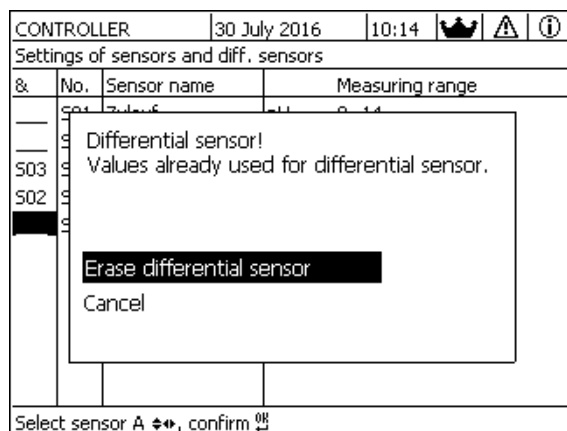 CONTROLLER 30 July 2016 10:14
Settings of sensors and diff. sensors
& No. Sensor name Measuring range
Differential sensor!
Values already used for differential sensor.
S03
S02
Erase differential sensor
Cancel
Select sensor A , confirm OK